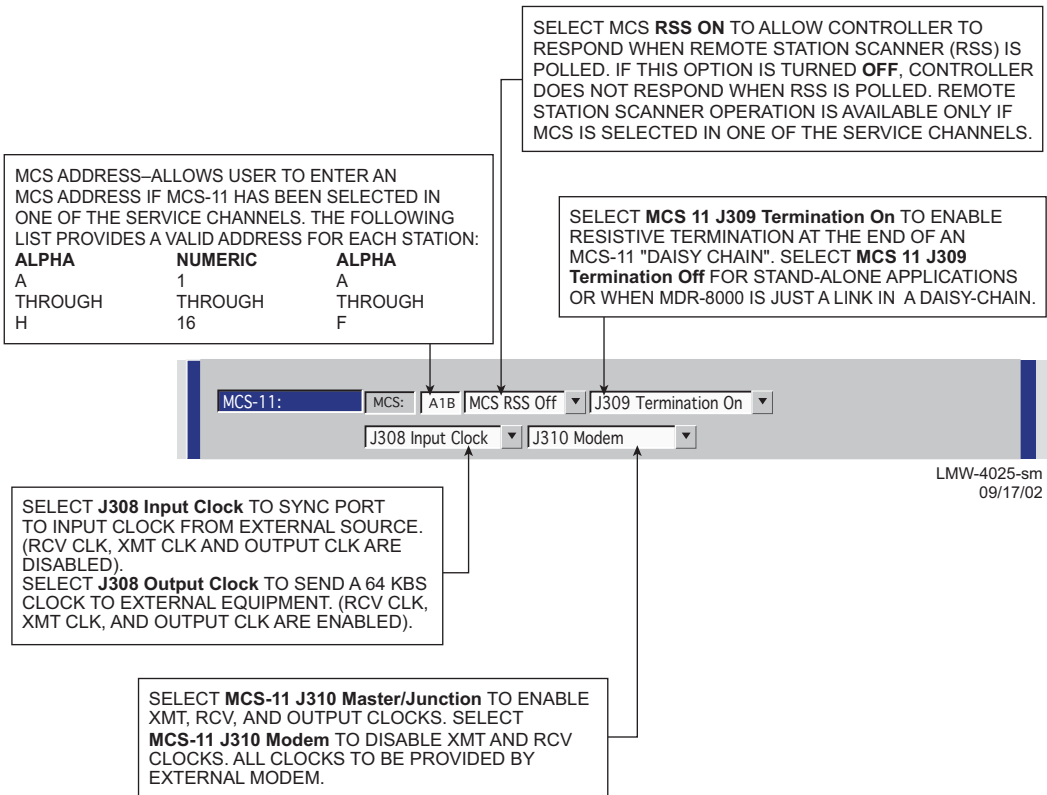 SELECT MCS RSS ON TO ALLOW CONTROLLER TO
RESPOND WHEN REMOTE STATION SCANNER (RSS) IS
POLLED. IF THIS OPTION IS TURNED OFF, CONTROLLER
DOES NOT RESPOND WHEN RSS IS POLLED. REMOTE
STATION SCANNER OPERATION IS AVAILABLE ONLY IF
MCS IS SELECTED IN ONE OF THE SERVICE CHANNELS.
MCS ADDRESS–ALLOWS USER TO ENTER AN
MCS ADDRESS IF MCS-11 HAS BEEN SELECTED IN
ONE OF THE SERVICE CHANNELS. THE FOLLOWING
LIST PROVIDES A VALID ADDRESS FOR EACH STATION:
ALPHA NUMERIC ALPHA
A 1 A
THROUGH THROUGH THROUGH
H 16 F
SELECT MCS 11 J309 Termination On TO ENABLE
RESISTIVE TERMINATION AT THE END OF AN
MCS-11 "DAISY CHAIN". SELECT MCS 11 J309
Termination Off FOR STAND-ALONE APPLICATIONS
OR WHEN MDR-8000 IS JUST A LINK IN A DAISY-CHAIN.
MCS-11: MCS: A1B MCS RSS Off J309 Termination On
J308 Input Clock J310 Modem
LMW-4025-sm
09/17/02
SELECT J308 Input Clock TO SYNC PORT
TO INPUT CLOCK FROM EXTERNAL SOURCE.
(RCV CLK, XMT CLK AND OUTPUT CLK ARE
DISABLED).
SELECT J308 Output Clock TO SEND A 64 KBS
CLOCK TO EXTERNAL EQUIPMENT. (RCV CLK,
XMT CLK, AND OUTPUT CLK ARE ENABLED).
SELECT MCS-11 J310 Master/Junction TO ENABLE
XMT, RCV, AND OUTPUT CLOCKS. SELECT
MCS-11 J310 Modem TO DISABLE XMT AND RCV
CLOCKS. ALL CLOCKS TO BE PROVIDED BY
EXTERNAL MODEM.